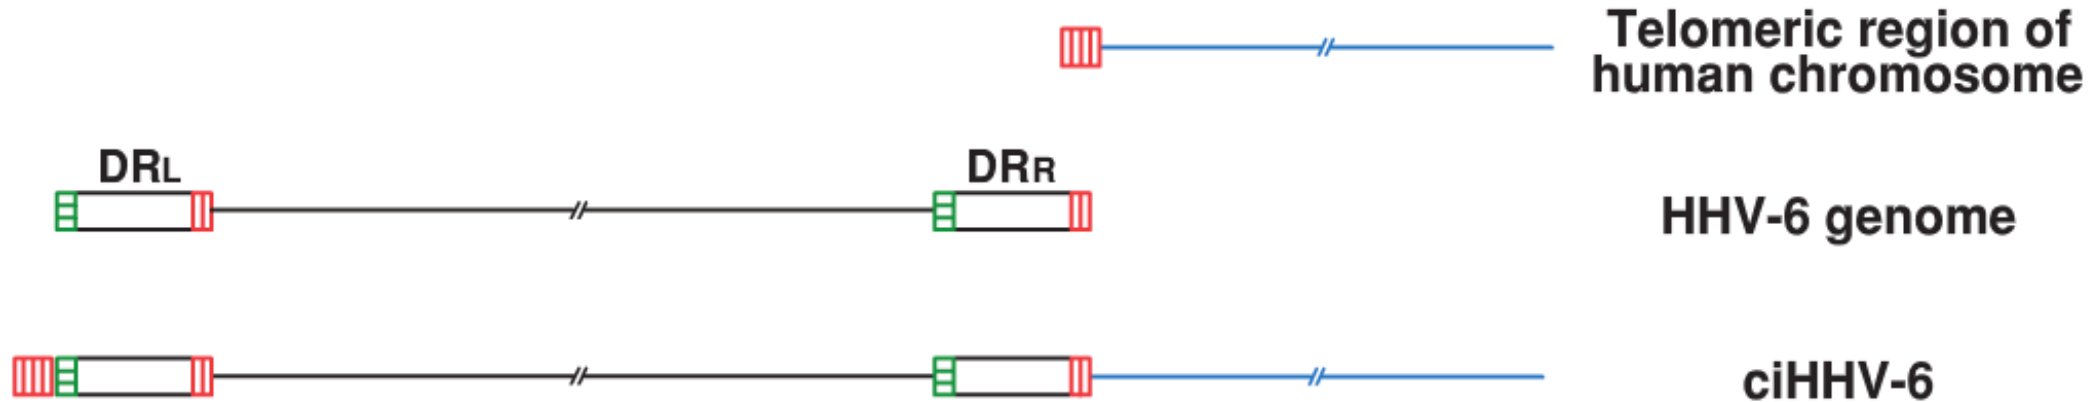 Telomeric region of
human chromosome
DRL
DRR
HHV-6 genome
ciHHV-6